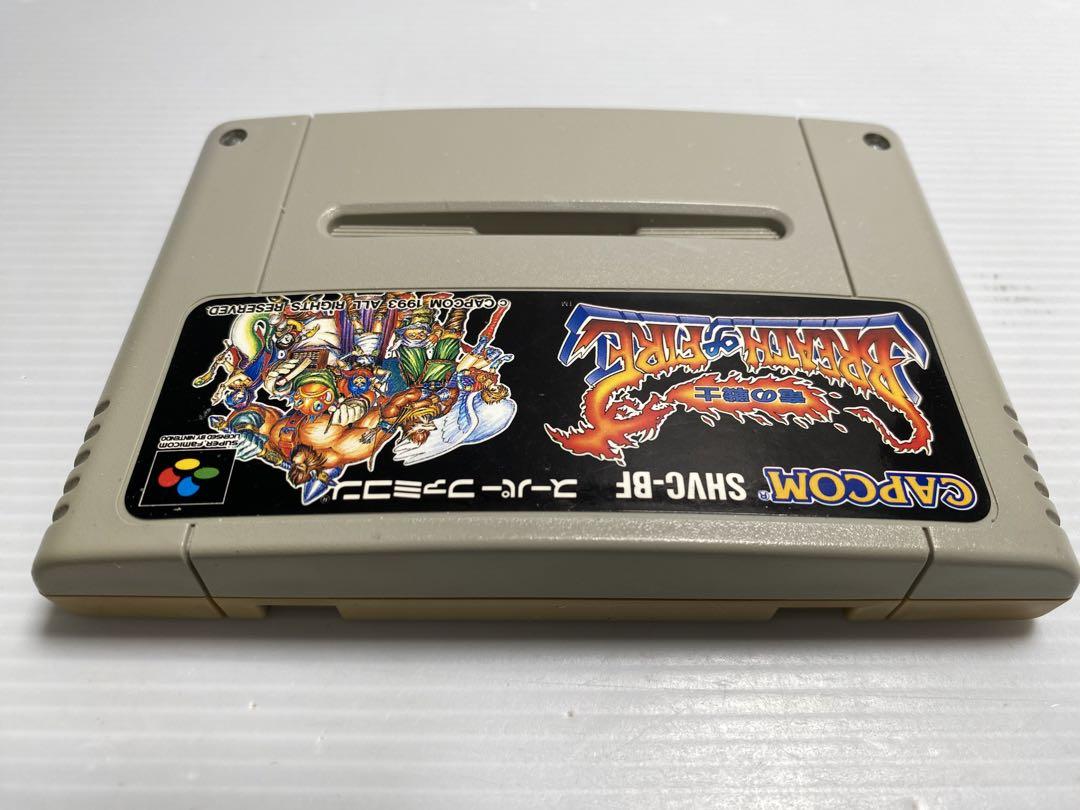 CAPCOM® SHVC-BF スーパーファミコン
竜の戦士
BREATH of FIRE
TM
SUPER Famicom
LICENSED BY NINTENDO
© CAPCOM 1993 ALL RIGHTS RESERVED.